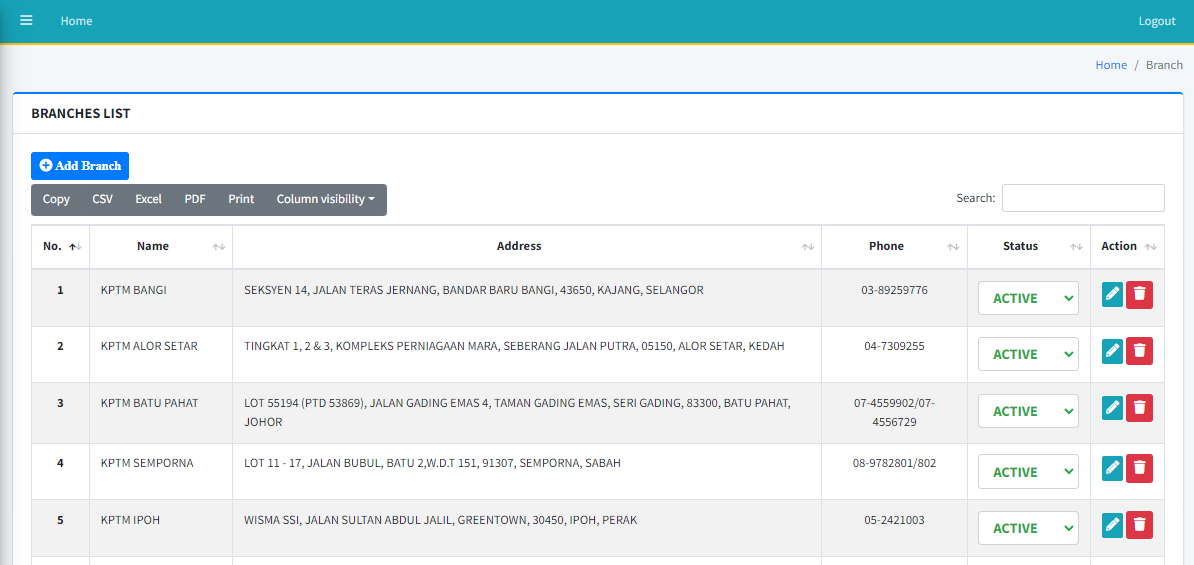 Home
Logout
Home / Branch
BRANCHES LIST
Add Branch
Copy CSV Excel PDF Print Column visibility
Search:
No. Name Address Phone Status Action
1 KPTM BANGI SEKSYEN 14, JALAN TERAS JERNANG, BANDAR BARU BANGI, 43650, KAJANG, SELANGOR 03-89259776 ACTIVE
2 KPTM ALOR SETAR TINGKAT 1, 2 & 3, KOMPLEKS PERNIAGAAN MARA, SEBERANG JALAN PUTRA, 05150, ALOR SETAR, KEDAH 04-7309255 ACTIVE
3 KPTM BATU PAHAT LOT 55194 (PTD 53869), JALAN GADING EMAS 4, TAMAN GADING EMAS, SERI GADING, 83300, BATU PAHAT, 07-4559902/07- ACTIVE
JOHOR 4556729
4 KPTM SEMPORNA LOT 11 - 17, JALAN BUBUL, BATU 2,W.D.T 151, 91307, SEMPORNA, SABAH 08-9782801/802 ACTIVE
5 KPTM IPOH WISMA SSI, JALAN SULTAN ABDUL JALIL, GREENTOWN, 30450, IPOH, PERAK 05-2421003 ACTIVE